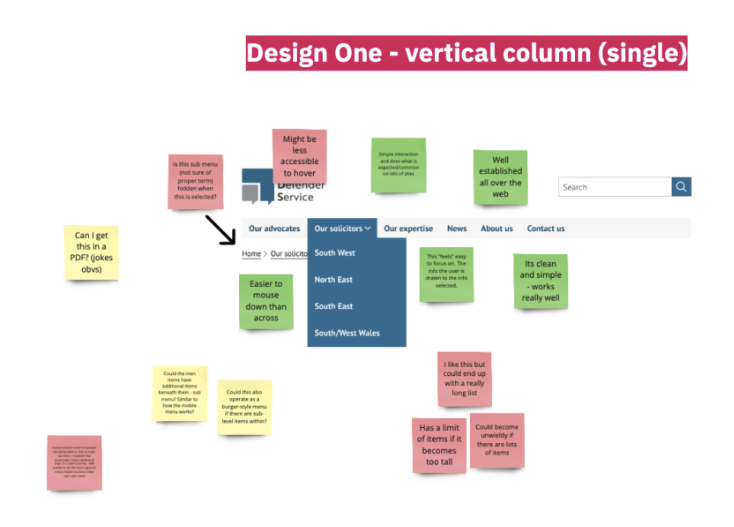 Design One - vertical column (single)
Might be
less
accessible
to hover
Is this sub menu
(not sure of
proper term)
hidden when
this is selected?
Simple interaction
and does what is
expected/common
on lots of sites
Well
established
all over the
web
Defender
Service
Search
Our advocates
Our solicitors
Our expertise
News
About us
Contact us
Home > Our solicito
South West
North East
South East
South/West Wales
Can I get
this in a
PDF? (jokes
obvs)
Easier to
mouse
down than
across
This "feels" easy
to focus on. The
info the user is
drawn to the info
selected.
Its clean
and simple
- works
really well
Could the men
items have
additional items
beneath them - sub
menu? Similar to
how the mobile
menu works?
Could this also
operate as a
burger-style menu
if there are sub-
level items within?
I like this but
could end up
with a really
long list
Has a limit
of items if it
becomes
too tall
Could become
unwieldy if
there are lots
of items